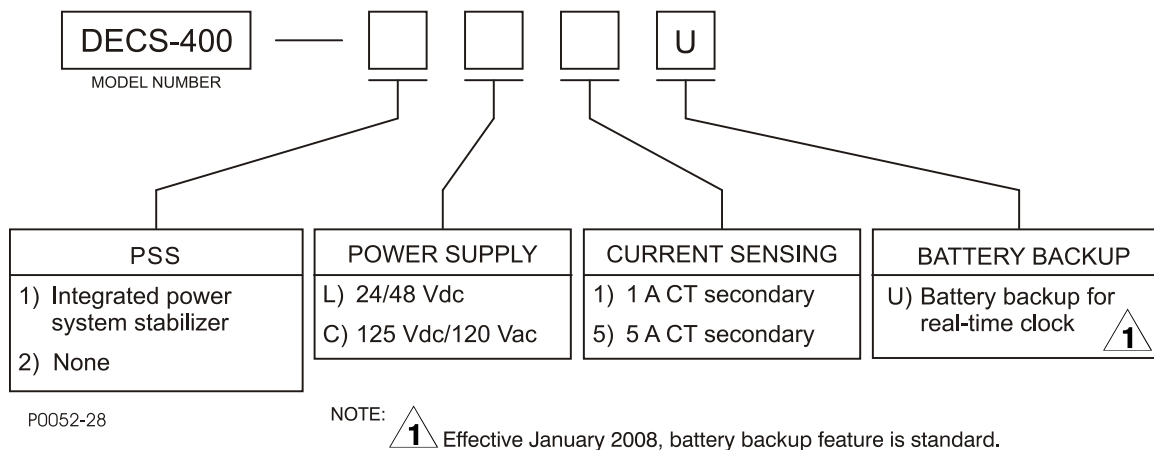 DECS-400
U
MODEL NUMBER
PSS
1) Integrated power
system stabilizer
2) None
POWER SUPPLY
L) 24/48 Vdc
C) 125 Vdc/120 Vac
CURRENT SENSING
1) 1 A CT secondary
5) 5 A CT secondary
BATTERY BACKUP
U) Battery backup for
real-time clock
1
P0052-28
NOTE: 1 Effective January 2008, battery backup feature is standard.